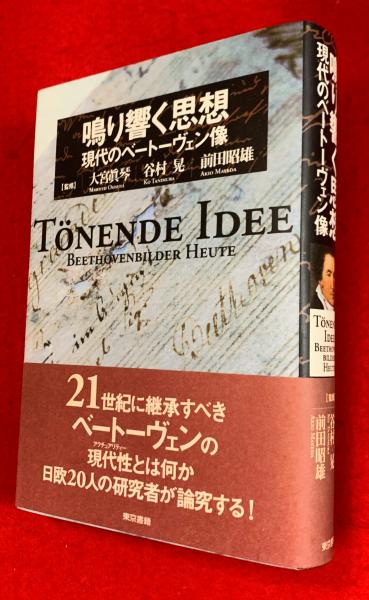 鳴り響く思想
現代のベートーヴェン像
【監修】
大宮眞琴 谷村 晃 前田昭雄
MAKOTO OHMIYA KO TANIMURA AKIO MAYEDA
TÖNENDE IDEE
BEETHOVENBILDER HEUTE
Beethoven
21世紀に継承すべき
ベートーヴェンの
アクチュアリティー
現代性とは何か
日欧20人の研究者が論究する!
東京書籍
鳴り響く思想
現代のベートーヴェン像
TÖNENDE
IDEE
BEETHOVEN
BILDER
HEUTE
谷村 晃
前田昭雄